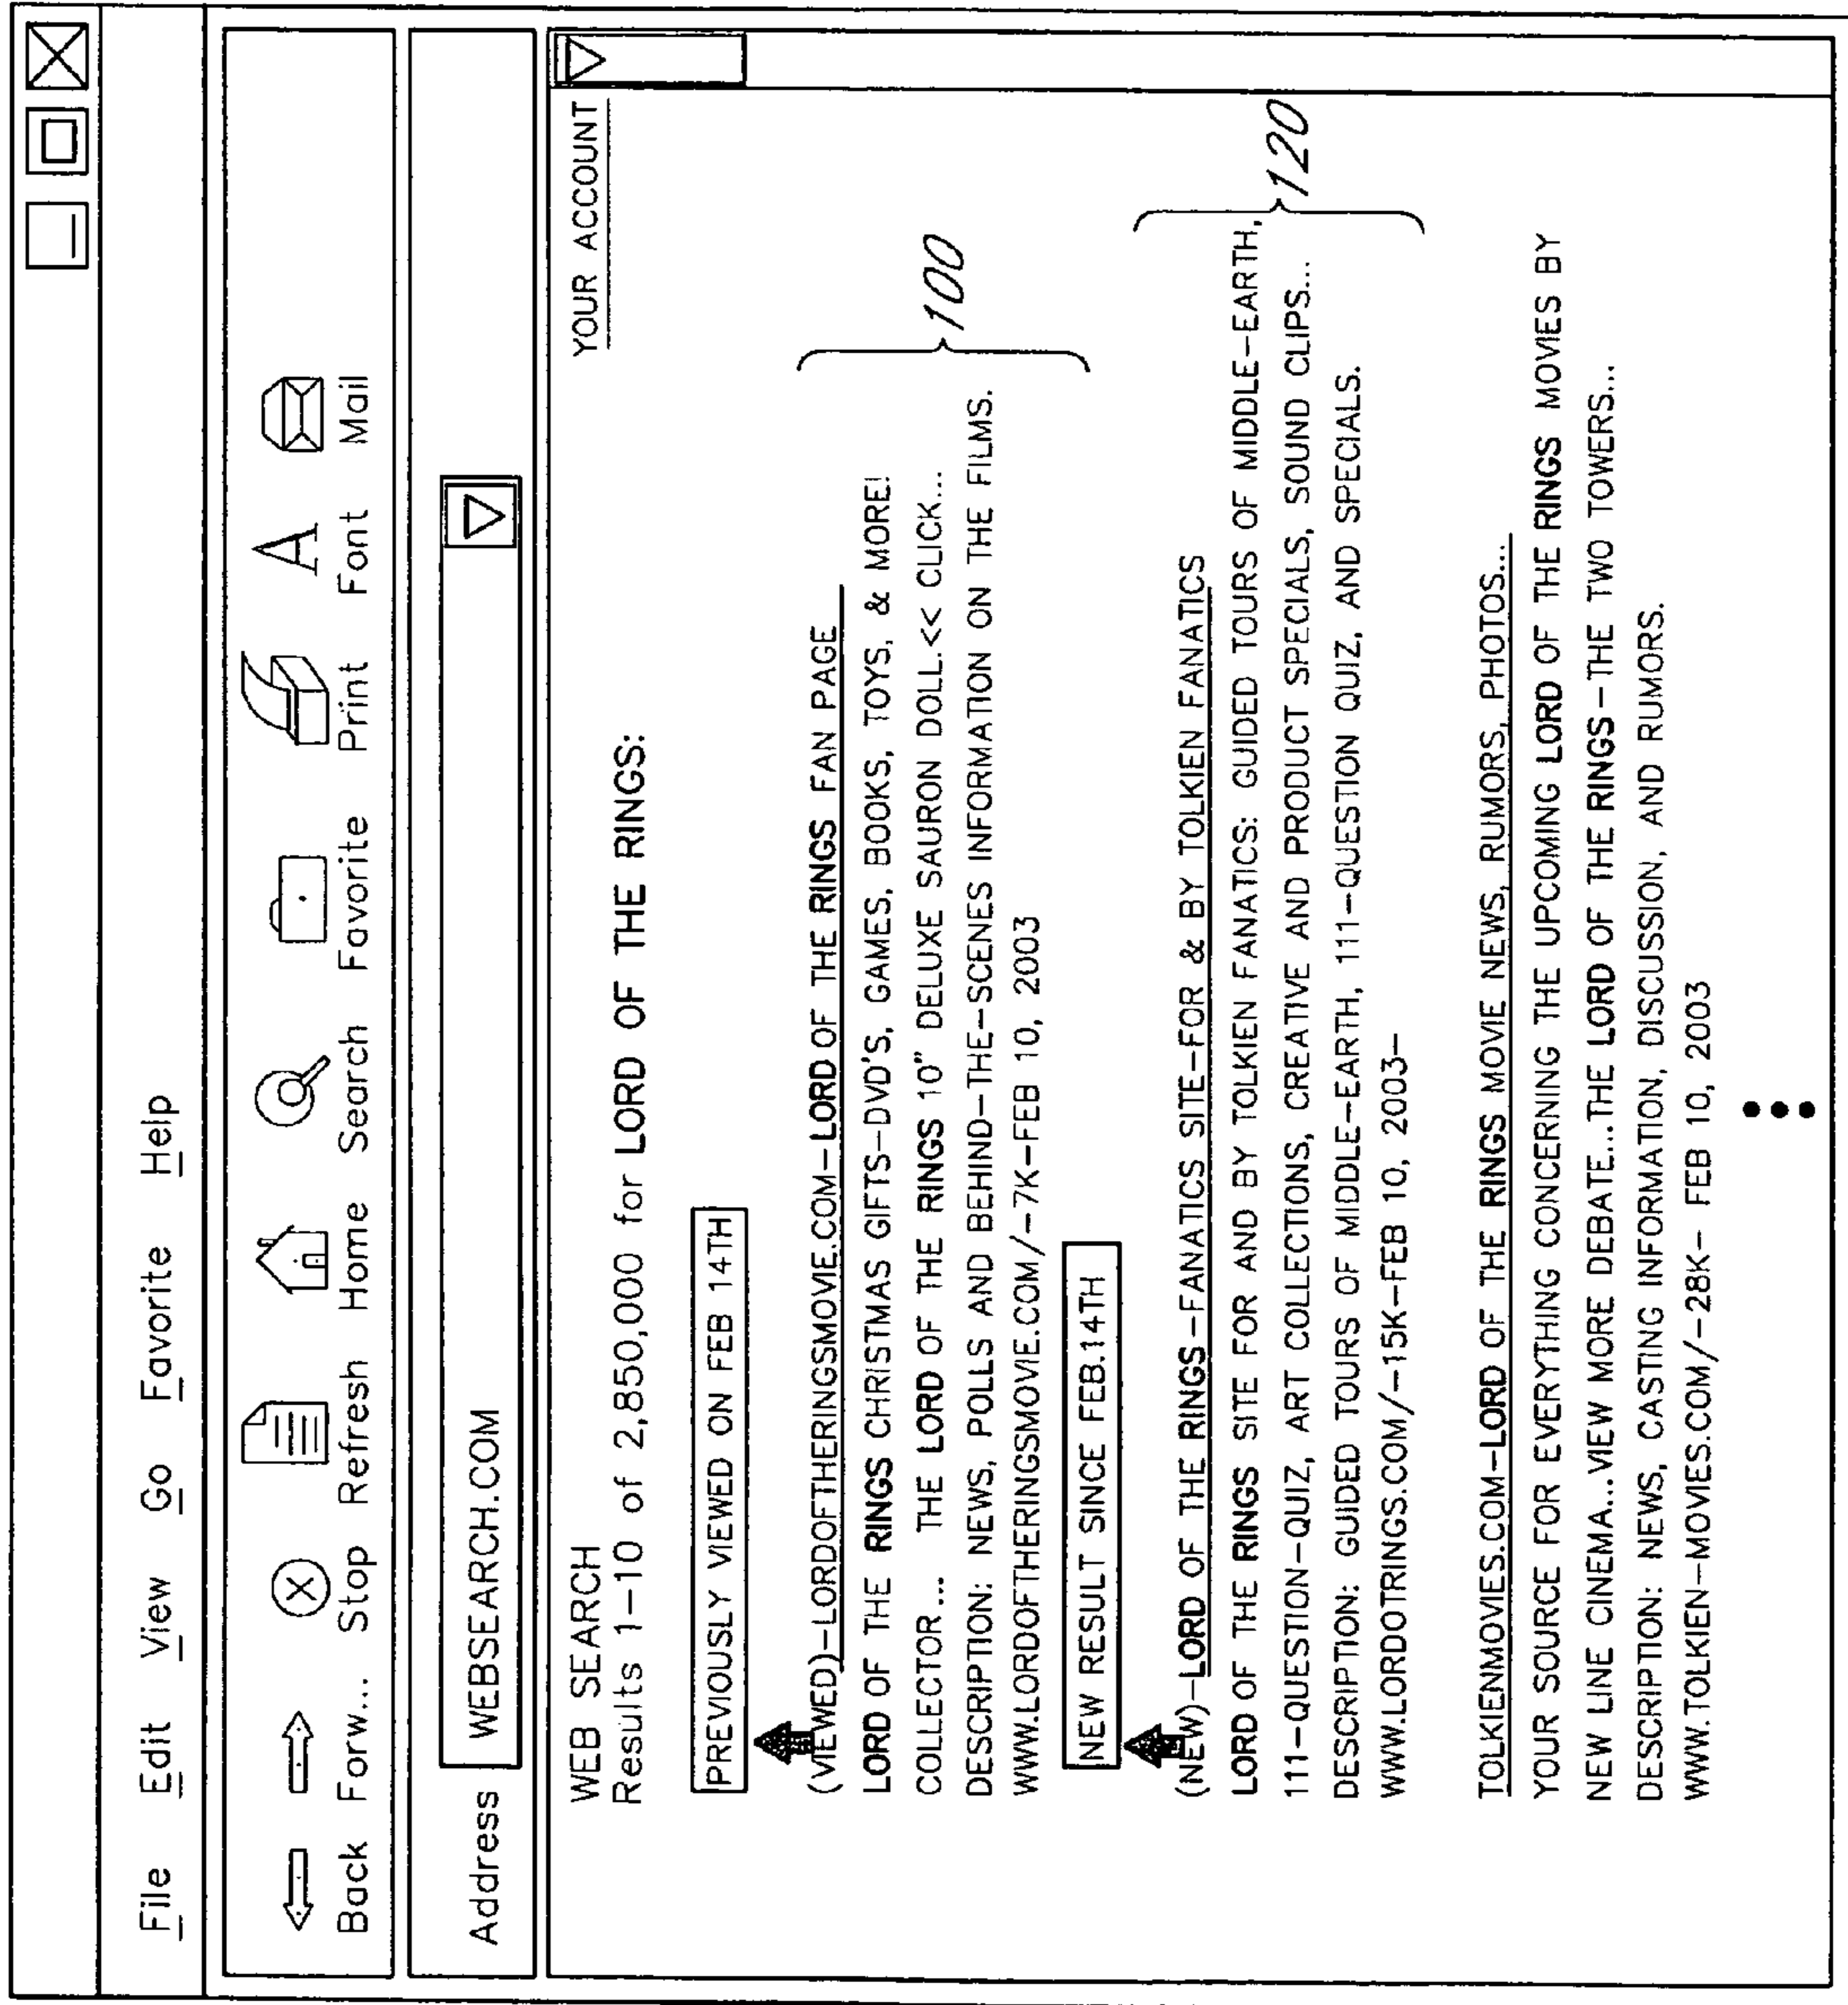 File Edit View Go Favorite Help
Back Forw... Stop Refresh Home Search Favorite Print Font Mail
Address WEBSEARCH.COM
YOUR ACCOUNT
WEB SEARCH
Results 1-10 of 2,850,000 for LORD OF THE RINGS:
PREVIOUSLY VIEWED ON FEB 14TH
(VIEWED)-LORDOFTHERINGSMOVIE.COM-LORD OF THE RINGS FAN PAGE
LORD OF THE RINGS CHRISTMAS GIFTS-DVD'S, GAMES, BOOKS, TOYS, & MORE!
COLLECTOR... THE LORD OF THE RINGS 10" DELUXE SAURON DOLL.<< CLICK...
DESCRIPTION: NEWS, POLLS AND BEHIND-THE-SCENES INFORMATION ON THE FILMS.
WWW.LORDOFTHERINGSMOVIE.COM/-7K-FEB 10, 2003
100
NEW RESULT SINCE FEB.14TH
(NEW)-LORD OF THE RINGS-FANATICS SITE-FOR & BY TOLKIEN FANATICS
LORD OF THE RINGS SITE FOR AND BY TOLKIEN FANATICS: GUIDED TOURS OF MIDDLE-EARTH,
111-QUESTION-QUIZ, ART COLLECTIONS, CREATIVE AND PRODUCT SPECIALS, SOUND CLIPS...
DESCRIPTION: GUIDED TOURS OF MIDDLE-EARTH, 111-QUESTION QUIZ, AND SPECIALS.
WWW.LORDOTRINGS.COM/-15K-FEB 10, 2003-
120
TOLKIENMOVIES.COM-LORD OF THE RINGS MOVIE NEWS, RUMORS, PHOTOS...
YOUR SOURCE FOR EVERYTHING CONCERNING THE UPCOMING LORD OF THE RINGS MOVIES BY
NEW LINE CINEMA...VIEW MORE DEBATE...THE LORD OF THE RINGS-THE TWO TOWERS...
DESCRIPTION: NEWS, CASTING INFORMATION, DISCUSSION, AND RUMORS.
WWW.TOLKIEN-MOVIES.COM/-28K- FEB 10, 2003